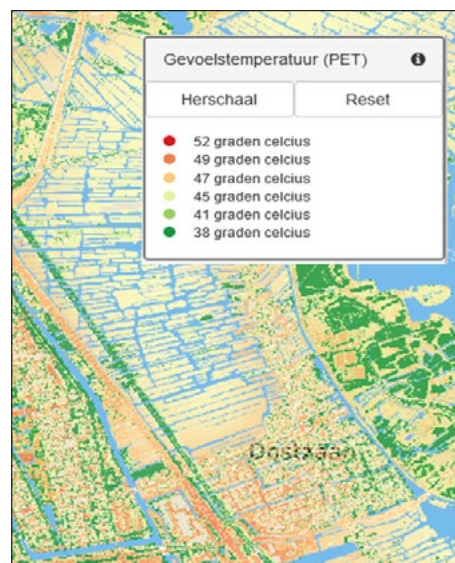 Gevoelstemperatuur (PET)
Herschaal Reset
52 graden celcius
49 graden celcius
47 graden celcius
45 graden celcius
41 graden celcius
38 graden celcius
Oostzaan